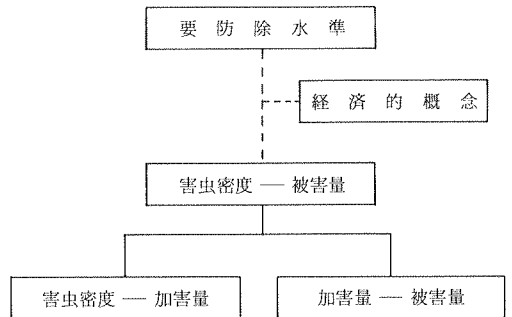 要防除水準
経済的概念
害虫密度 ― 被害量
害虫密度 ― 加害量
加害量 ― 被害量